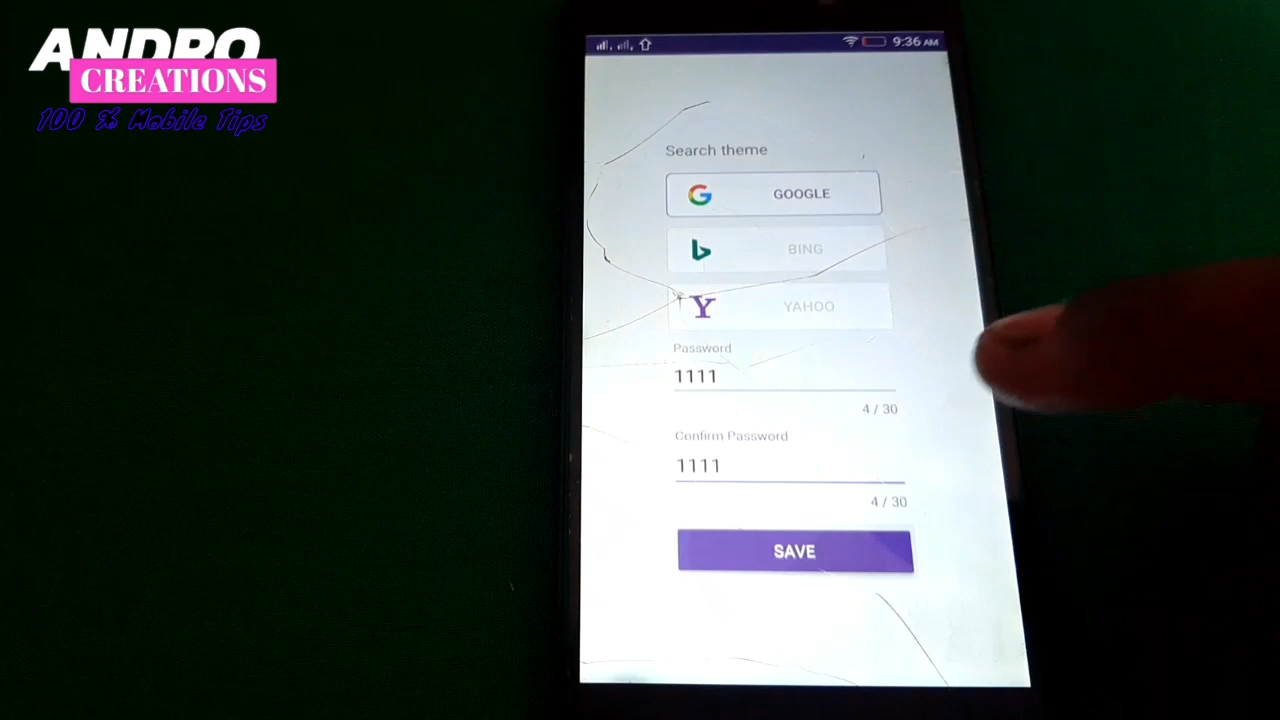 ANDRO
CREATIONS
100 % Mobile Tips
9:36 AM
Search theme
GOOGLE
BING
Y YAHOO
Password
1111
4 / 30
Confirm Password
1111
4 / 30
SAVE